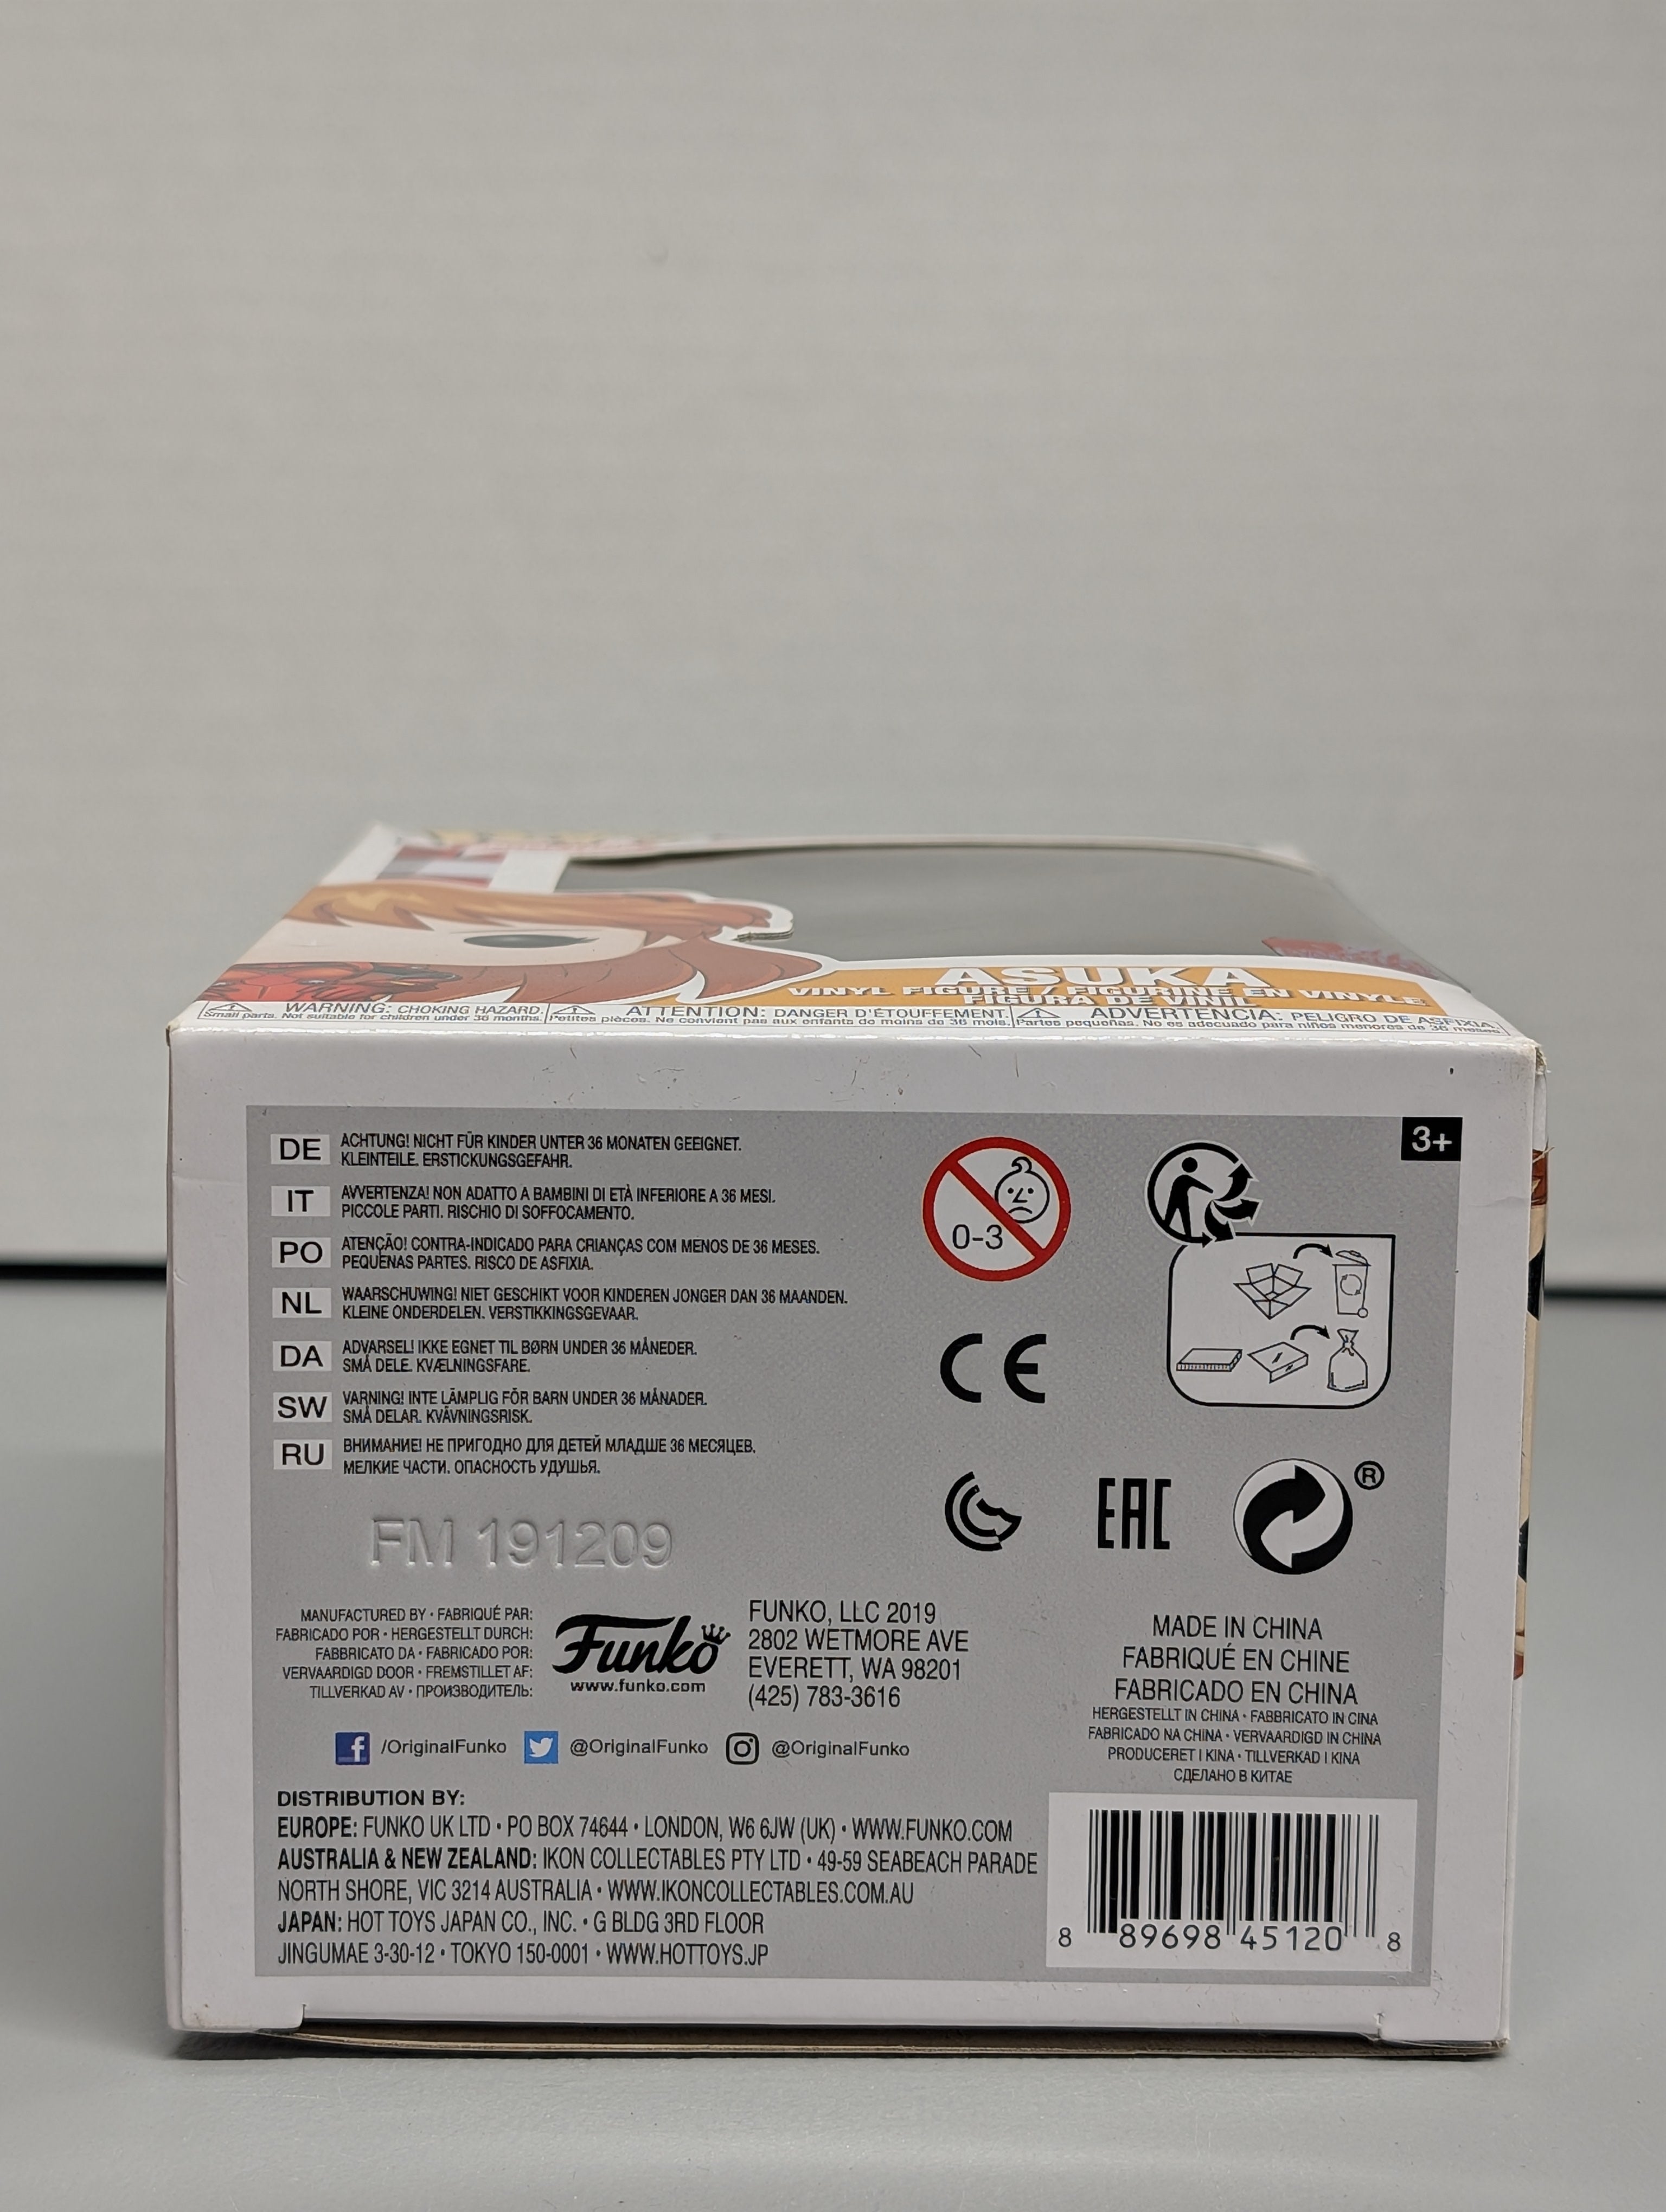 ASUKA
VINYL FIGURE / FIGURINE EN VINYLE
FIGURA DE VINIL
WARNING: CHOKING HAZARD.
Small parts. Not suitable for children under 36 months.
ATTENTION: DANGER D'ÉTOUFFEMENT.
Petites pièces. Ne convient pas aux enfants de moins de 36 mois.
ADVERTENCIA: PELIGRO DE ASFIXIA.
Partes pequeñas. No es adecuado para niños menores de 36 meses.
3+
DE ACHTUNG! NICHT FÜR KINDER UNTER 36 MONATEN GEEIGNET.
KLEINTEILE. ERSTICKUNGSGEFAHR.
IT AVVERTENZA! NON ADATTO A BAMBINI DI ETÀ INFERIORE A 36 MESI.
PICCOLE PARTI. RISCHIO DI SOFFOCAMENTO.
PO ATENÇÃO! CONTRA-INDICADO PARA CRIANÇAS COM MENOS DE 36 MESES.
PEQUENAS PARTES. RISCO DE ASFIXIA.
NL WAARSCHUWING! NIET GESCHIKT VOOR KINDEREN JONGER DAN 36 MAANDEN.
KLEINE ONDERDELEN. VERSTIKKINGSGEVAAR.
DA ADVARSEL! IKKE EGNET TIL BØRN UNDER 36 MÅNEDER.
SMÅ DELE. KVÆLNINGSFARE.
SW VARNING! INTE LÄMPLIG FÖR BARN UNDER 36 MÅNADER.
SMÅ DELAR. KVÄVNINGSRISK.
RU ВНИМАНИЕ! НЕ ПРИГОДНО ДЛЯ ДЕТЕЙ МЛАДШЕ 36 МЕСЯЦЕВ.
МЕЛКИЕ ЧАСТИ. ОПАСНОСТЬ УДУШЬЯ.
0-3
CE
EAC
®
FM 191209
MANUFACTURED BY • FABRIQUÉ PAR:
FABRICADO POR • HERGESTELLT DURCH:
FABBRICATO DA • FABRICADO POR:
VERVAARDIGD DOOR • FREMSTILLET AF:
TILLVERKAD AV • ПРОИЗВОДИТЕЛЬ:
Funko
www.funko.com
FUNKO, LLC 2019
2802 WETMORE AVE
EVERETT, WA 98201
(425) 783-3616
MADE IN CHINA
FABRIQUÉ EN CHINE
FABRICADO EN CHINA
HERGESTELLT IN CHINA • FABBRICATO IN CINA
FABRICADO NA CHINA • VERVAARDIGD IN CHINA
PRODUCERET I KINA • TILLVERKAD I KINA
СДЕЛАНО В КИТАЕ
/OriginalFunko @OriginalFunko @OriginalFunko
DISTRIBUTION BY:
EUROPE: FUNKO UK LTD • PO BOX 74644 • LONDON, W6 6JW (UK) • WWW.FUNKO.COM
AUSTRALIA & NEW ZEALAND: IKON COLLECTABLES PTY LTD • 49-59 SEABEACH PARADE
NORTH SHORE, VIC 3214 AUSTRALIA • WWW.IKONCOLLECTABLES.COM.AU
JAPAN: HOT TOYS JAPAN CO., INC. • G BLDG 3RD FLOOR
JINGUMAE 3-30-12 • TOKYO 150-0001 • WWW.HOTTOYS.JP
8 89698 45120 8